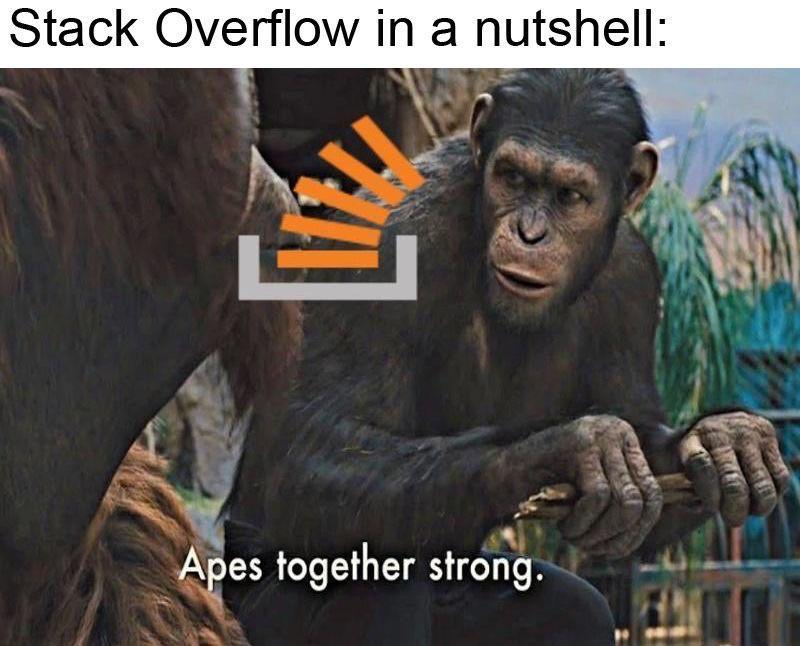 Stack Overflow in a nutshell:
Apes together strong.